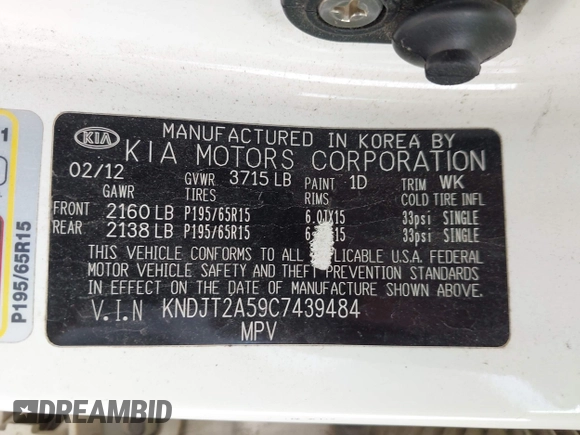 KIA
MANUFACTURED IN KOREA BY
KIA MOTORS CORPORATION
02/12 GVWR 3715 LB PAINT 1D TRIM WK
GAWR TIRES RIMS COLD TIRE INFL
FRONT 2160 LB P195/65R15 6.0JX15 33psi SINGLE
REAR 2138 LB P195/65R15 33psi SINGLE
THIS VEHICLE CONFORMS TO ALL APPLICABLE U.S.A. FEDERAL
MOTOR VEHICLE SAFETY AND THEFT PREVENTION STANDARDS
IN EFFECT ON THE DATE OF MANUFACTURE SHOWN ABOVE.
V.I.N KNDJT2A59C7439484
MPV
1
P195/65R15
DREAMBID